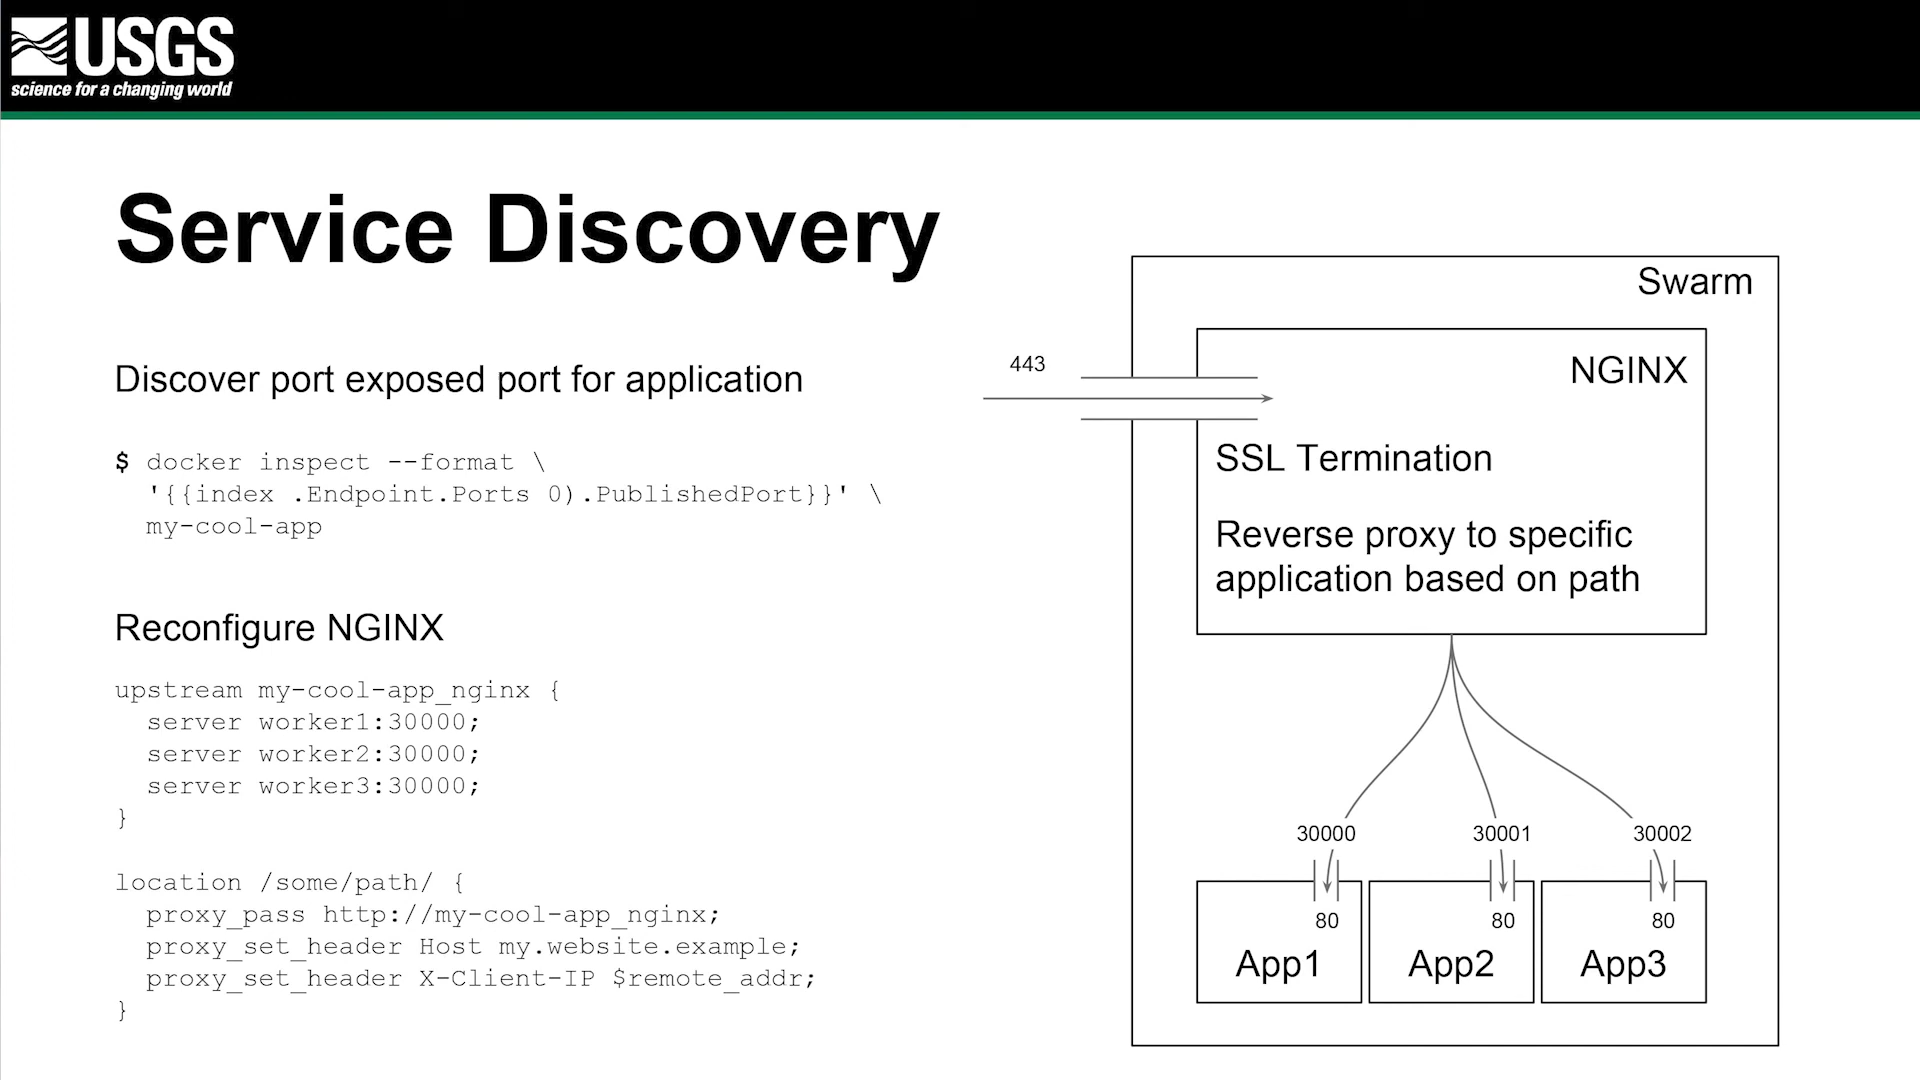 USGS
science for a changing world
Service Discovery
Discover port exposed port for application
$ docker inspect --format \
'{{index .Endpoint.Ports 0).PublishedPort}}' \
my-cool-app
Reconfigure NGINX
upstream my-cool-app_nginx {
server worker1:30000;
server worker2:30000;
server worker3:30000;
}
location /some/path/ {
proxy_pass http://my-cool-app_nginx;
proxy_set_header Host my.website.example;
proxy_set_header X-Client-IP $remote_addr;
}
Swarm
443
NGINX
SSL Termination
Reverse proxy to specific
application based on path
30000 30001 30002
80 80 80
App1 App2 App3